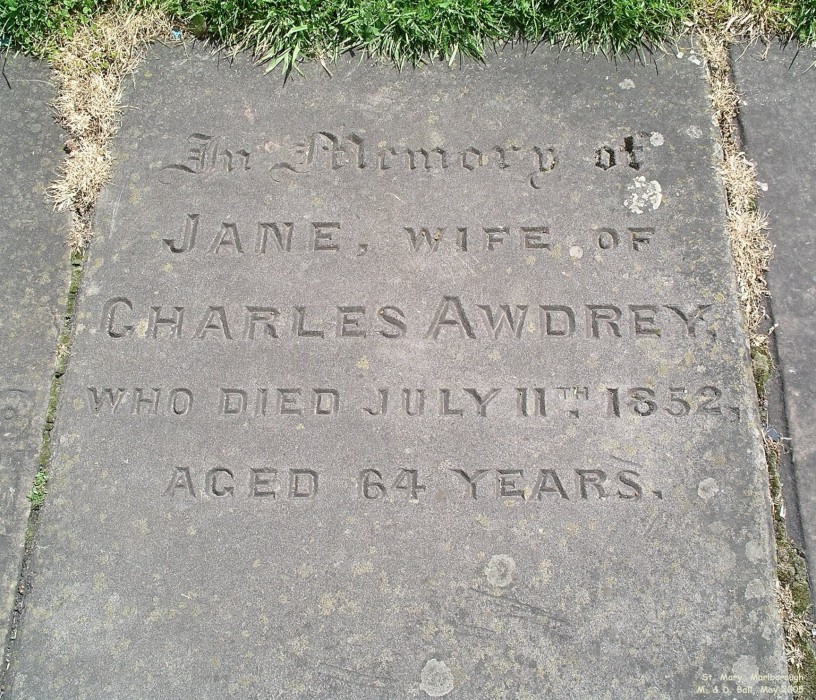 In Memory of
JANE, WIFE OF
CHARLES AWDREY,
WHO DIED JULY 11TH 1852,
AGED 64 YEARS.
St. Mary, Marlborough
M. & D. Ball, May 2005